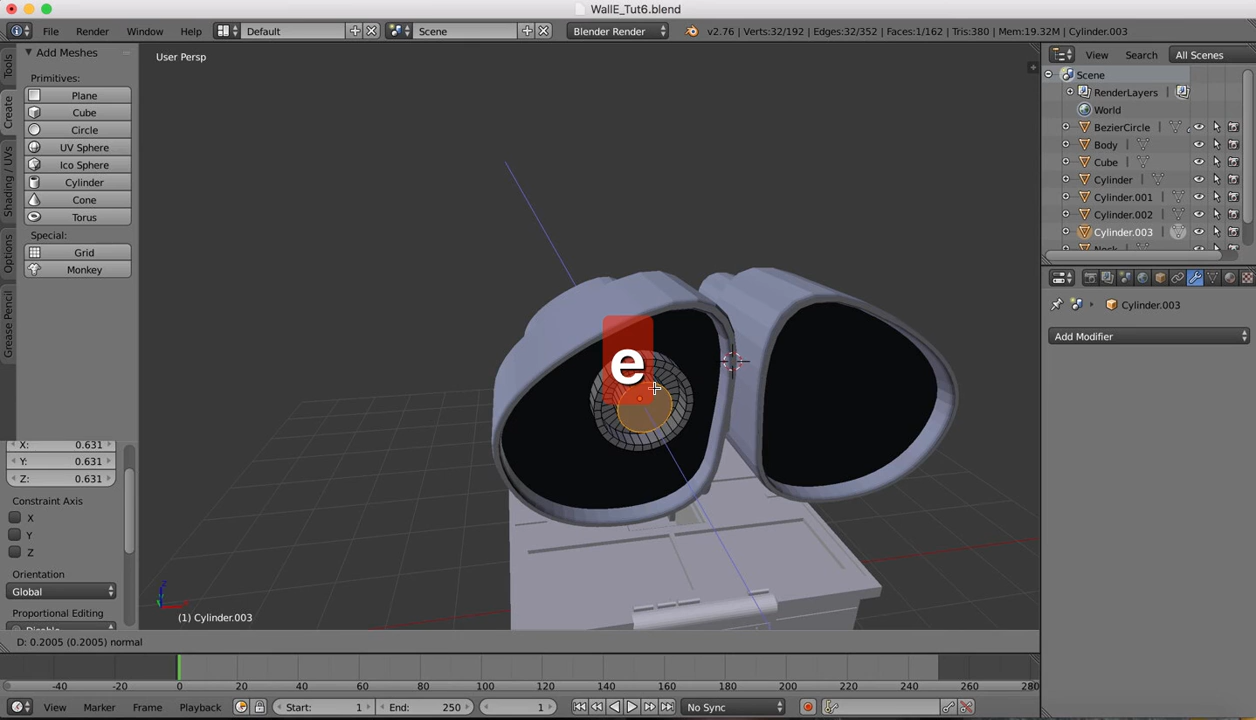 WallE_Tut6.blend
File Render Window Help Default Scene Blender Render v2.76 | Verts:32/192 | Edges:32/352 | Faces:1/162 | Tris:380 | Mem:19.32M | Cylinder.003
Tools
Create
Shading / UVs
Options
Grease Pencil
Add Meshes
Primitives:
Plane
Cube
Circle
UV Sphere
Ico Sphere
Cylinder
Cone
Torus
Special:
Grid
Monkey
X: 0.631
Y: 0.631
Z: 0.631
Constraint Axis
X
Y
Z
Orientation
Global
Proportional Editing
User Persp
e
z
(1) Cylinder.003
D: 0.2005 (0.2005) normal
View Search All Scenes
Scene
RenderLayers |
World
BezierCircle |
Body |
Cube |
Cylinder |
Cylinder.001 |
Cylinder.002 |
Cylinder.003 |
Cylinder.003
Add Modifier
-40 -20 0 20 40 60 80 100 120 140 160 180 200 220 240 260 280
View Marker Frame Playback Start: 1 End: 250 1 No Sync